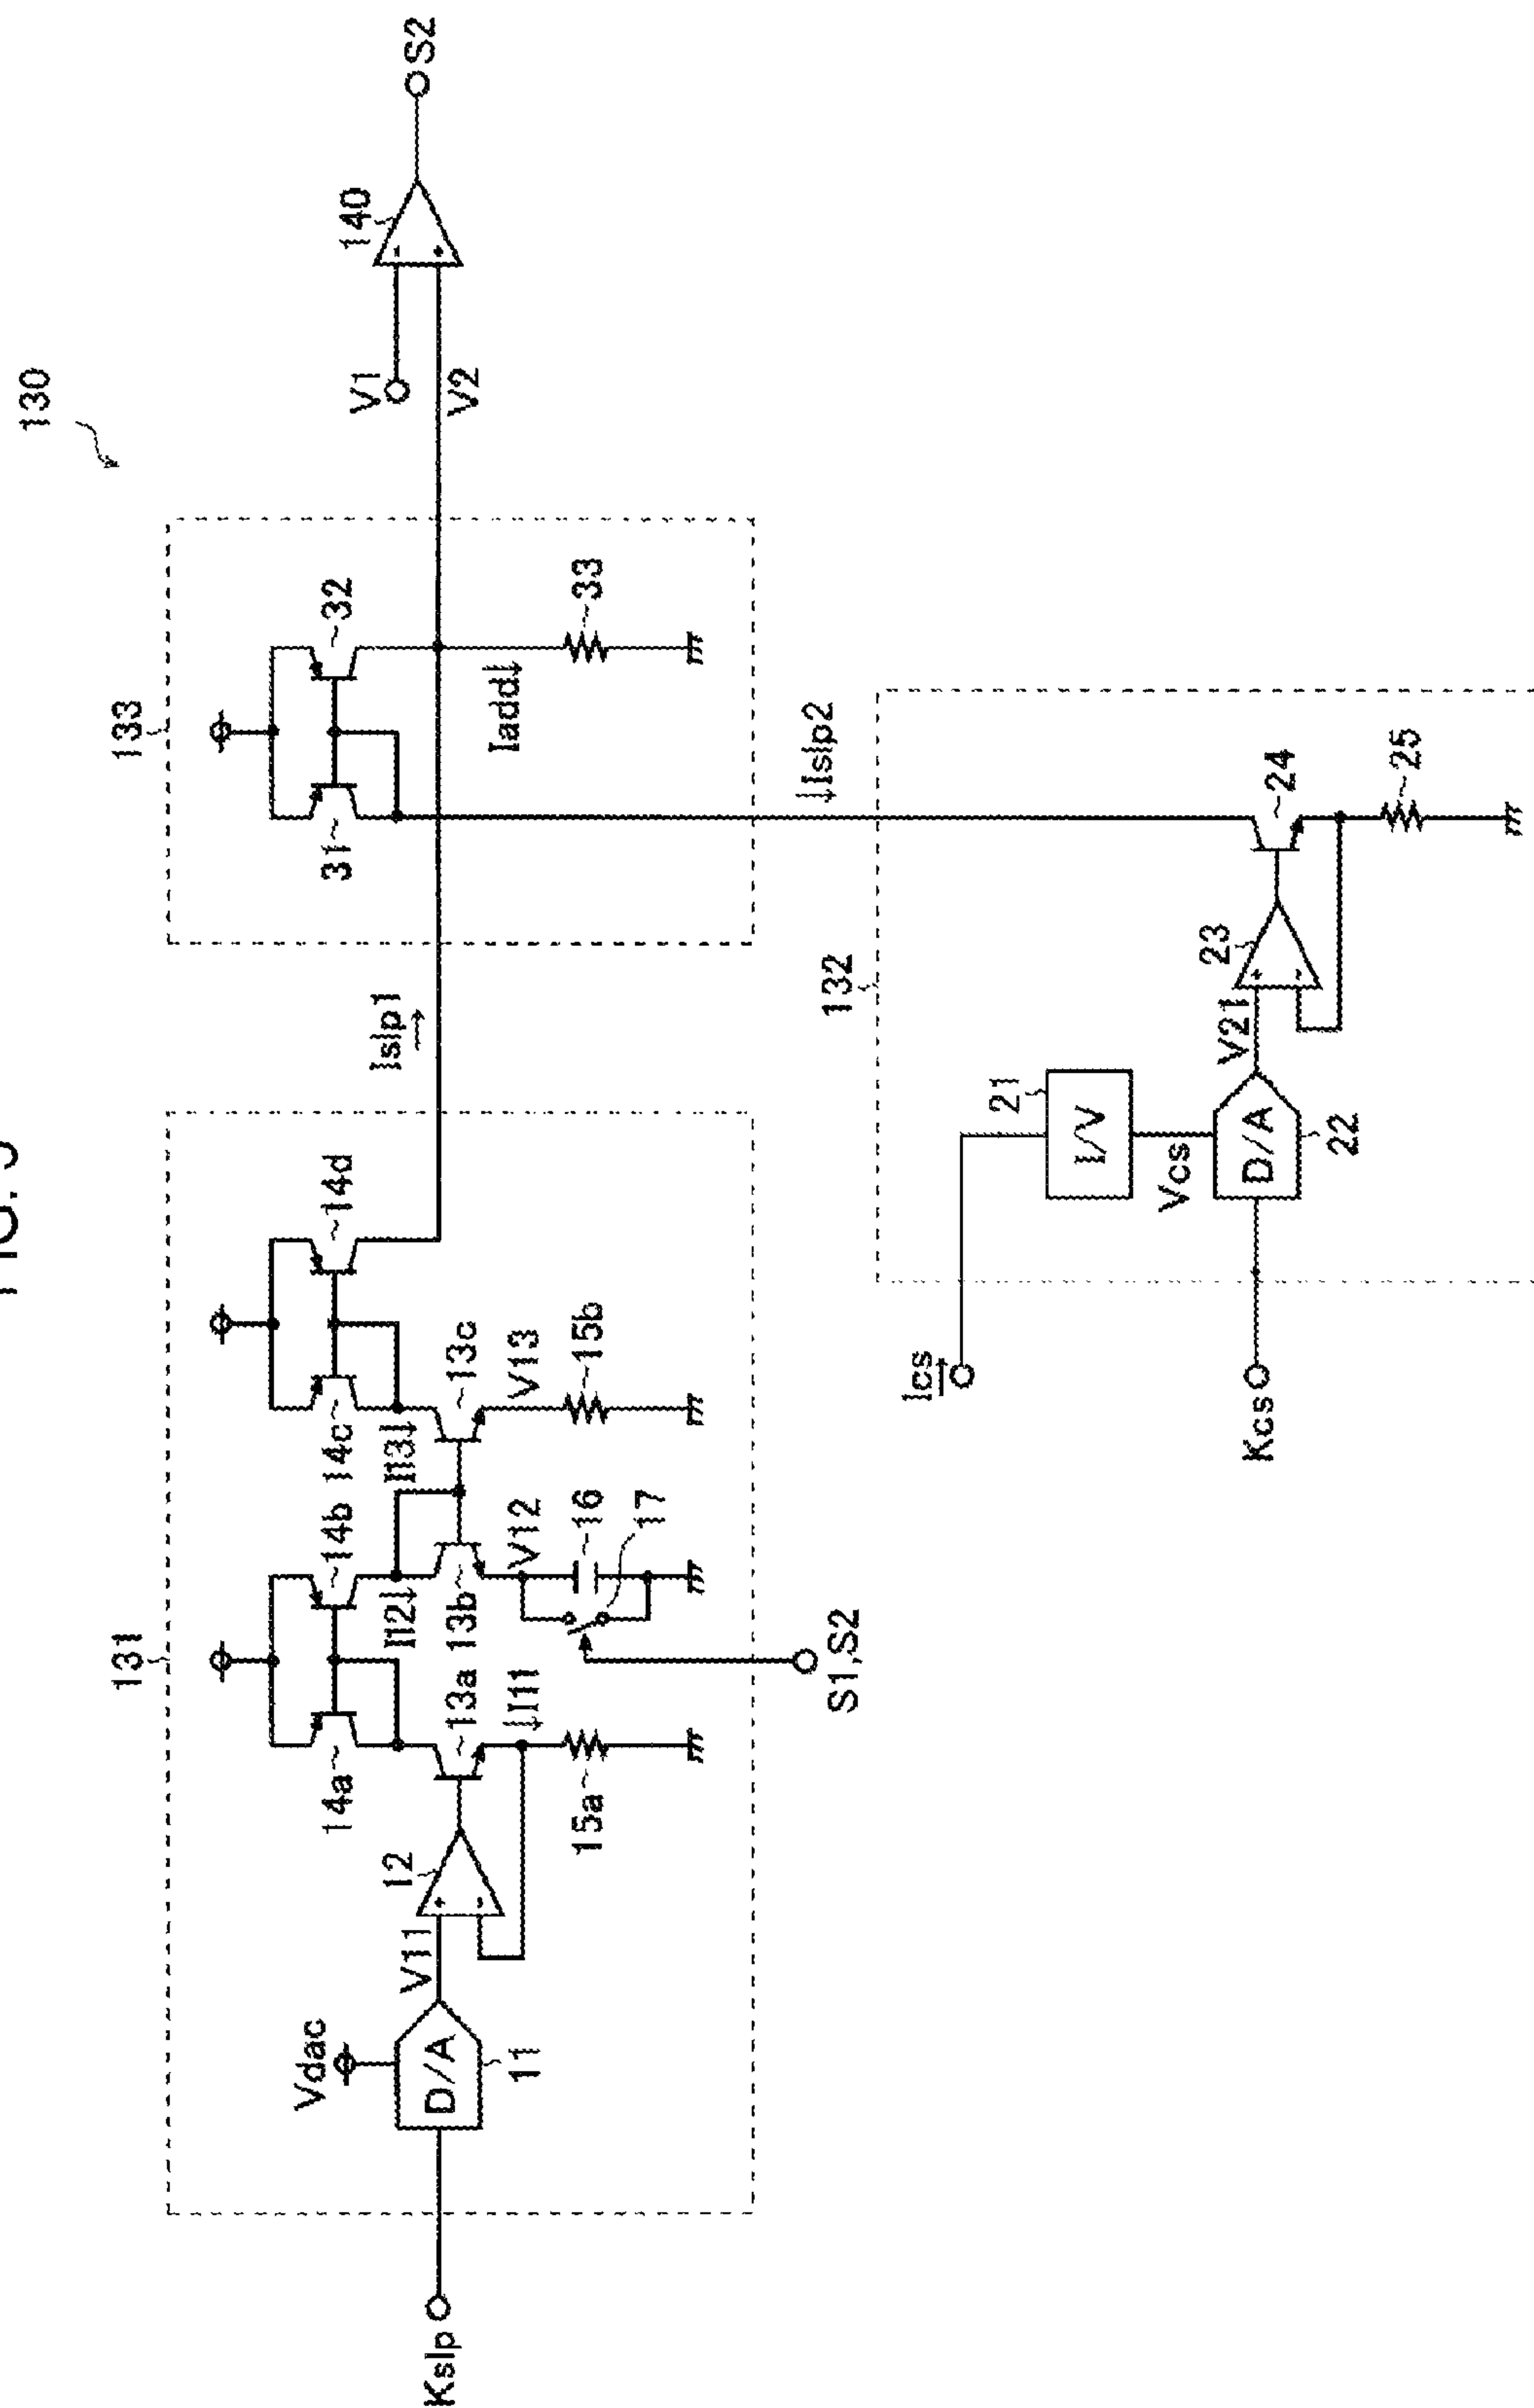 130
131
133
132
Kslp
Vdac
D/A
11
V11
12
14a
13a
↓I11
15a
14b
I12↓
13b
V12
16
17
S1,S2
14c
I13↓
13c
V13
15b
14d
Islp1
→
31
32
Iadd↓
33
V1
V2
140
S2
↓Islp2
Ics
→
21
I/V
Vcs
Kcs
D/A
22
V21
23
24
25